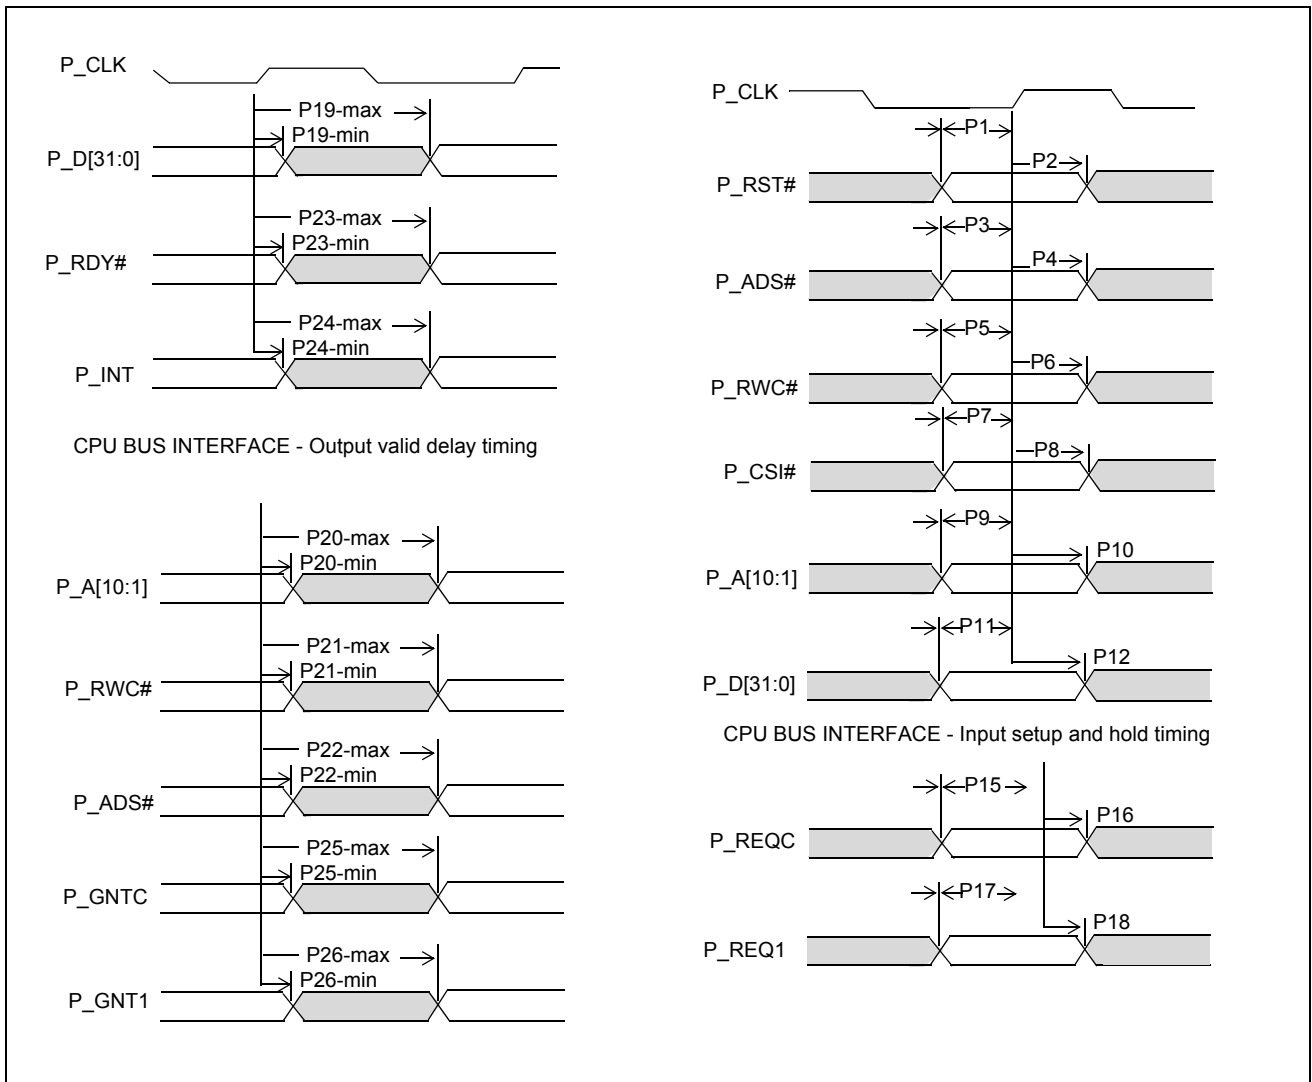 P_CLK
P19-max
P19-min
P_D[31:0]
P23-max
P23-min
P_RDY#
P24-max
P24-min
P_INT
CPU BUS INTERFACE - Output valid delay timing
P20-max
P20-min
P_A[10:1]
P21-max
P21-min
P_RWC#
P22-max
P22-min
P_ADS#
P25-max
P25-min
P_GNTC
P26-max
P26-min
P_GNT1
P_CLK
P1
P2
P_RST#
P3
P4
P_ADS#
P5
P6
P_RWC#
P7
P8
P_CSI#
P9
P10
P_A[10:1]
P11
P12
P_D[31:0]
CPU BUS INTERFACE - Input setup and hold timing
P15
P16
P_REQC
P17
P18
P_REQ1